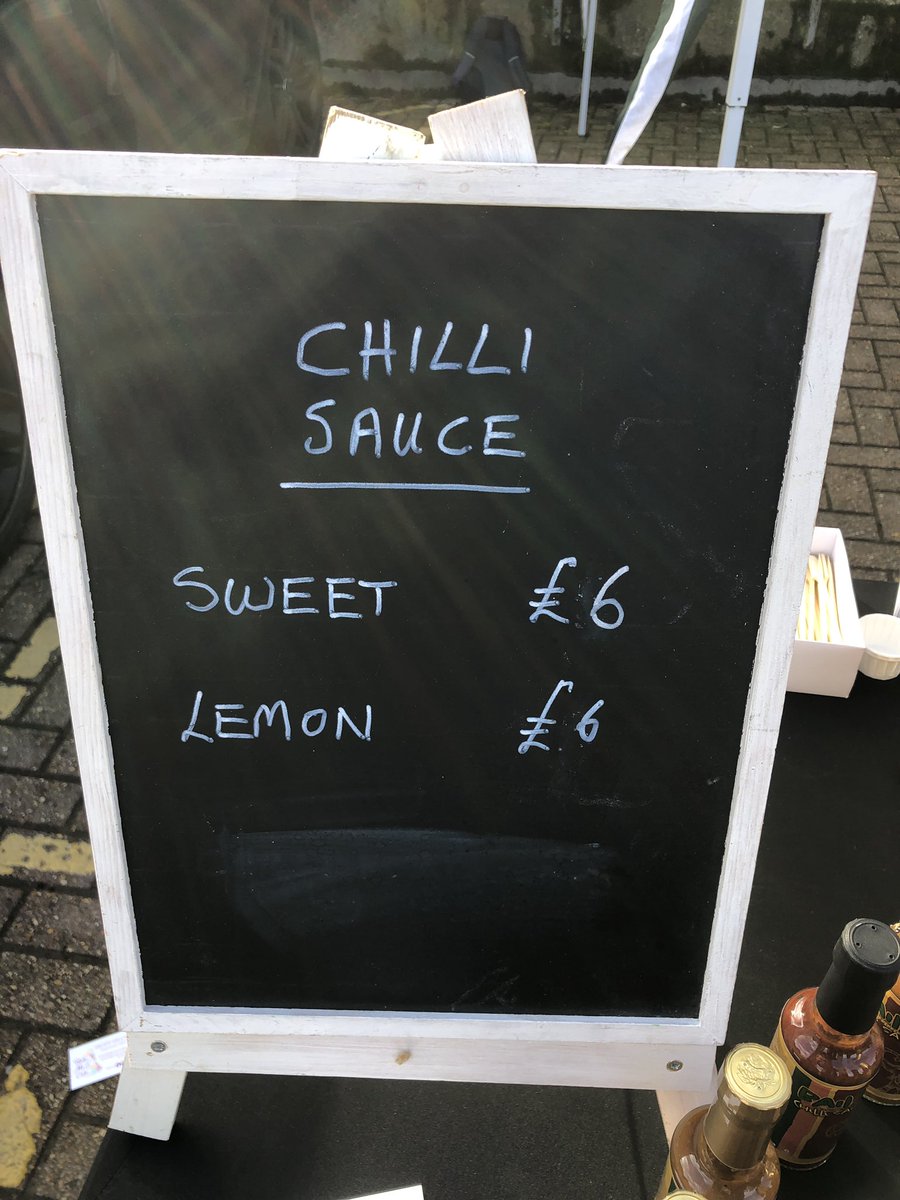 CHILLI
SAUCE
SWEET £6
LEMON £6